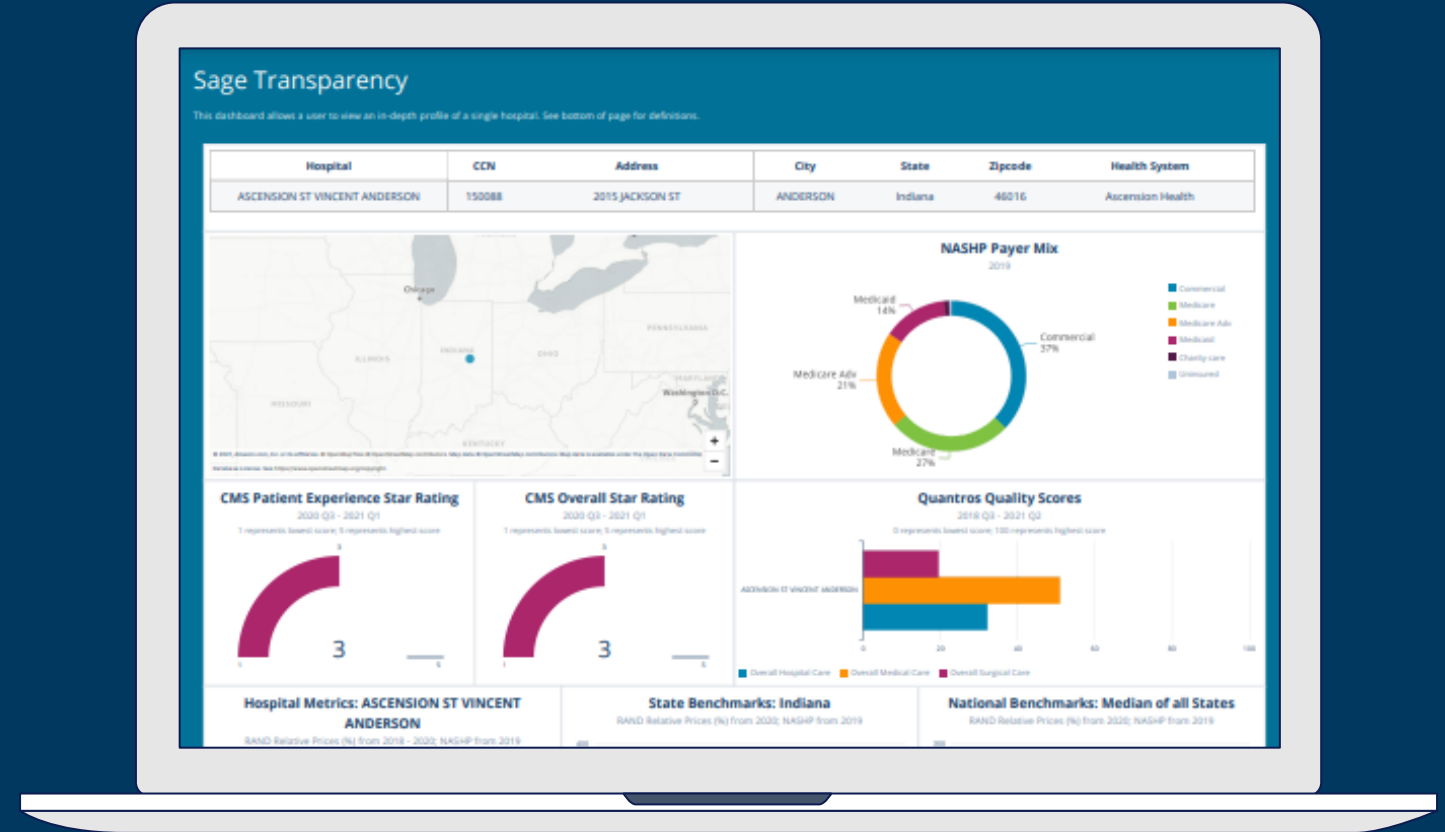 Sage Transparency
This dashboard allows a user to view an in-depth profile of a single hospital. See bottom of page for definitions.
Hospital CCN Address City State Zipcode Health System
ASCENSION ST VINCENT ANDERSON 150088 2015 JACKSON ST ANDERSON Indiana 46016 Ascension Health
Chicago
PENNSYLVANIA
ILLINOIS
INDIANA
OHIO
MARYLAND
Washington D.C.
MISSOURI
KENTUCKY
+
−
NASHP Payer Mix
2019
Medicaid
14%
Commercial
37%
Medicare Adv
21%
Medicare
27%
Commercial
Medicare
Medicare Adv
Medicaid
Charity care
Uninsured
CMS Patient Experience Star Rating
2020 Q3 - 2021 Q1
1 represents lowest score; 5 represents highest score
3
3
1
5
CMS Overall Star Rating
2020 Q3 - 2021 Q1
1 represents lowest score; 5 represents highest score
3
1
5
Quantros Quality Scores
2018 Q3 - 2021 Q2
0 represents lowest score; 100 represents highest score
ASCENSION ST VINCENT ANDERSON
0 20 40 60 80 100
Overall Hospital Care Overall Medical Care Overall Surgical Care
Hospital Metrics: ASCENSION ST VINCENT
ANDERSON
RAND Relative Prices (%) from 2018 - 2020; NASHP from 2019
State Benchmarks: Indiana
RAND Relative Prices (%) from 2020; NASHP from 2019
National Benchmarks: Median of all States
RAND Relative Prices (%) from 2020; NASHP from 2019